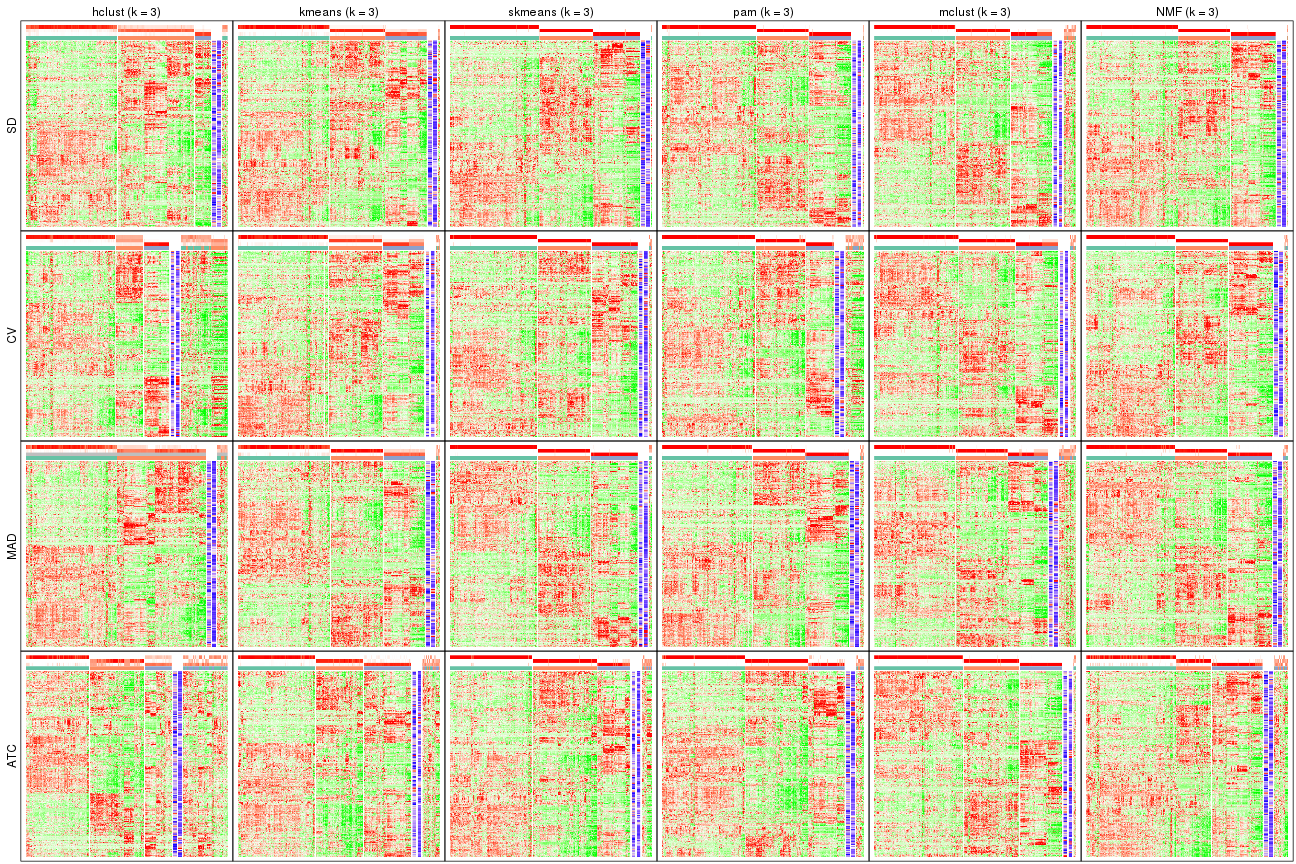 hclust (k = 3) kmeans (k = 3) skmeans (k = 3) pam (k = 3) mclust (k = 3) NMF (k = 3)
SD
CV
MAD
ATC